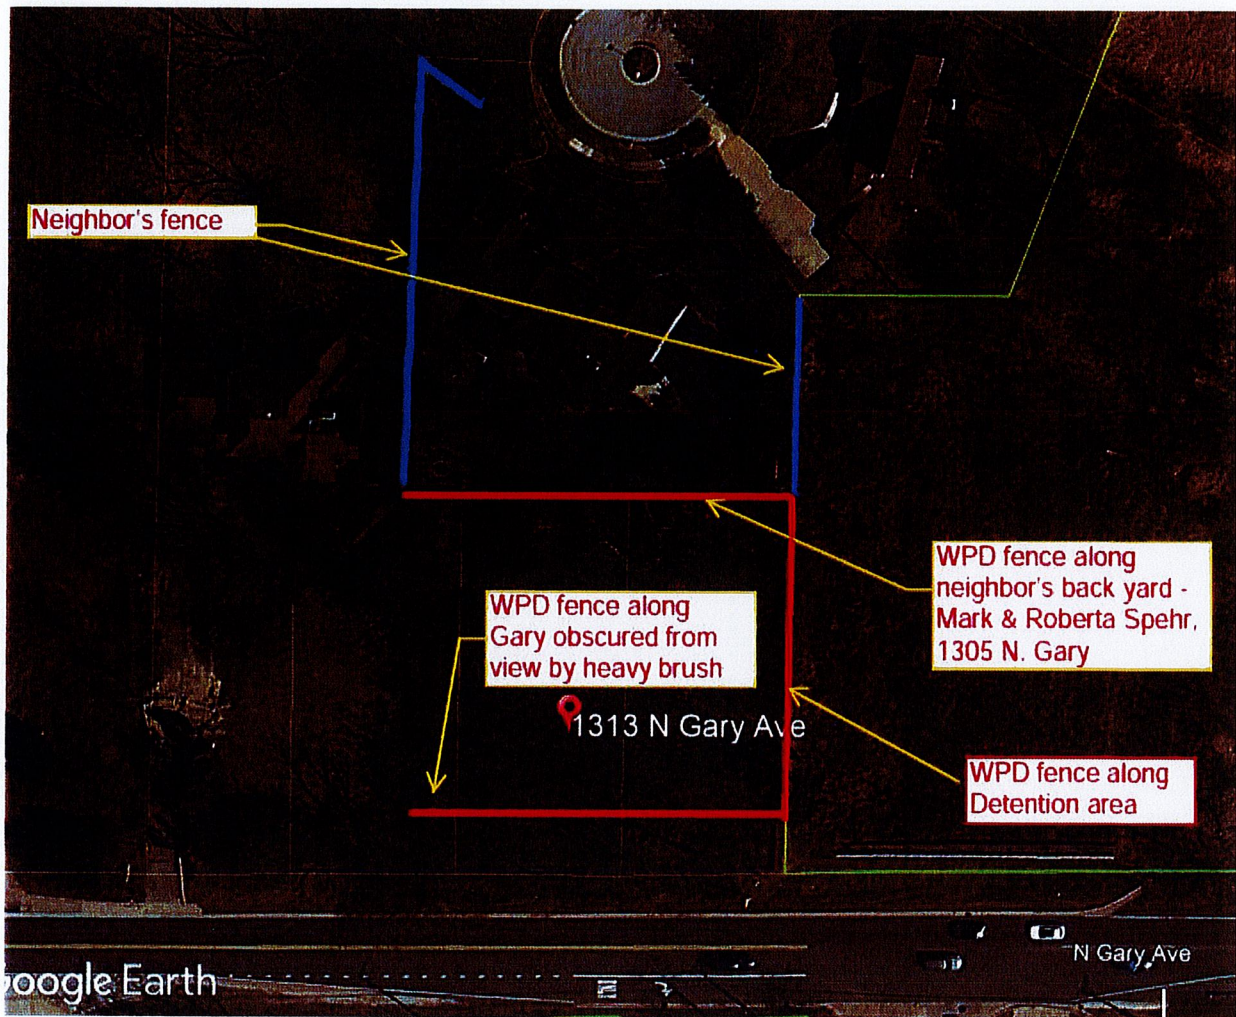 Neighbor's fence
WPD fence along
neighbor's back yard -
Mark & Roberta Spehr,
1305 N. Gary
WPD fence along
Gary obscured from
view by heavy brush
1313 N Gary Ave
WPD fence along
Detention area
N Gary Ave
Google Earth